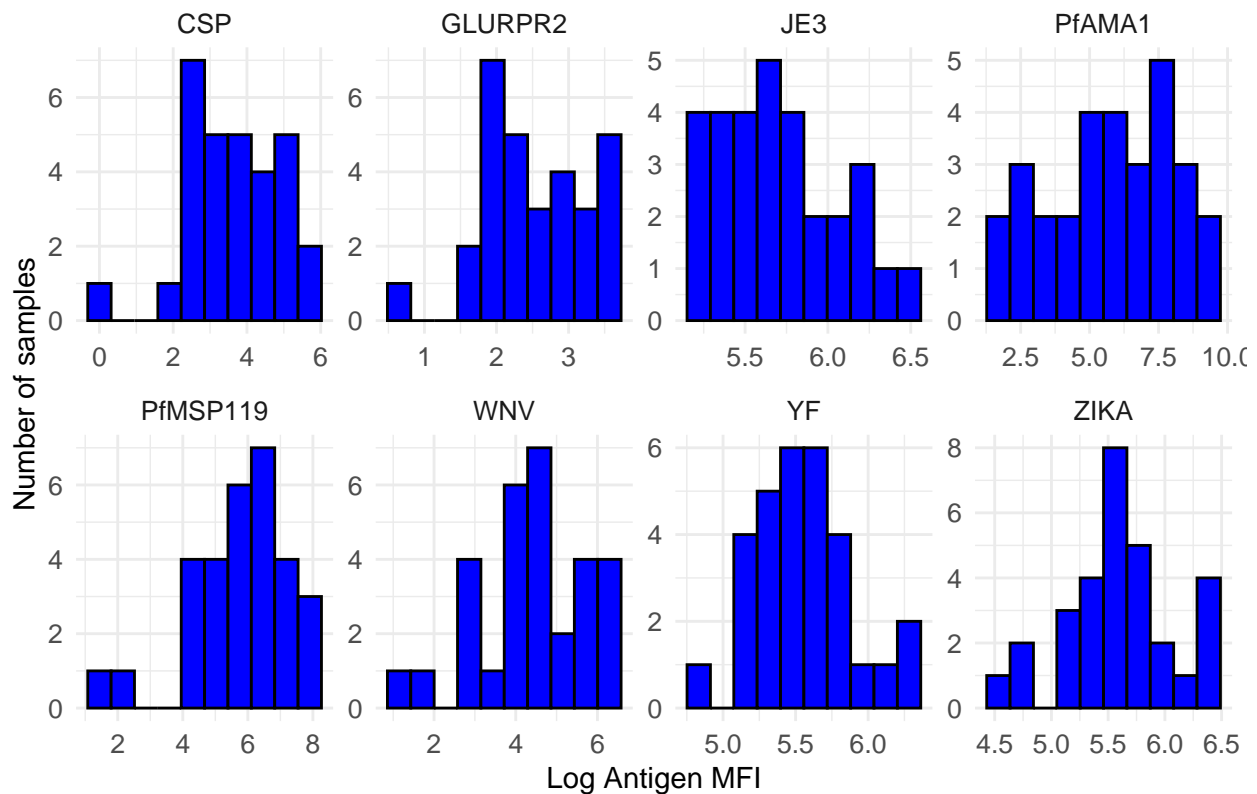 CSP GLURPR2 JE3 PfAMA1
6 4 2 0
6 4 2 0
5 4 3 2 1 0
5 4 3 2 1 0
0 2 4 6
1 2 3
5.5 6.0 6.5
2.5 5.0 7.5 10.0
Number of samples
PfMSP119 WNV YF ZIKA
6 4 2 0
6 4 2 0
6 4 2 0
8 6 4 2 0
2 4 6 8
2 4 6
5.0 5.5 6.0
4.5 5.0 5.5 6.0 6.5
Log Antigen MFI